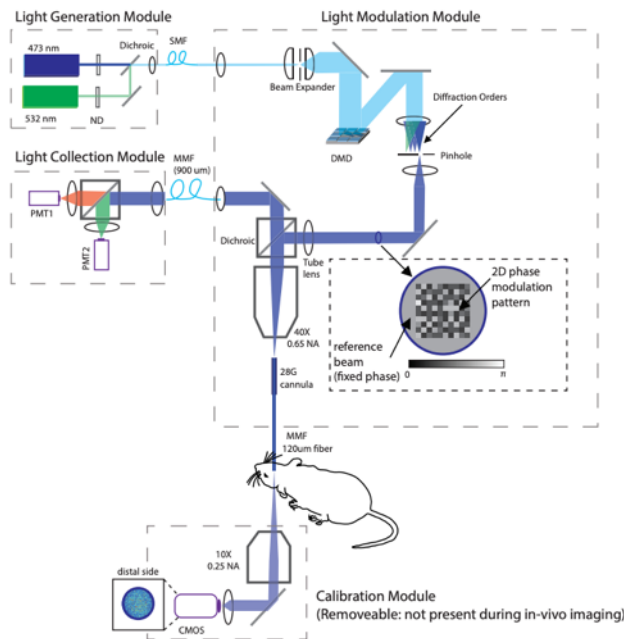 Light Generation Module
473 nm
Dichroic
SMF
532 nm
ND
Light Modulation Module
Beam Expander
DMD
Diffraction Orders
Pinhole
Light Collection Module
MMF
(900 um)
PMT1
PMT2
Dichroic
Tube
lens
40X
0.65 NA
2D phase
modulation
pattern
reference
beam
(fixed phase)
0
π
28G
cannula
MMF
120um fiber
10X
0.25 NA
distal side
CMOS
Calibration Module
(Removeable: not present during in-vivo imaging)